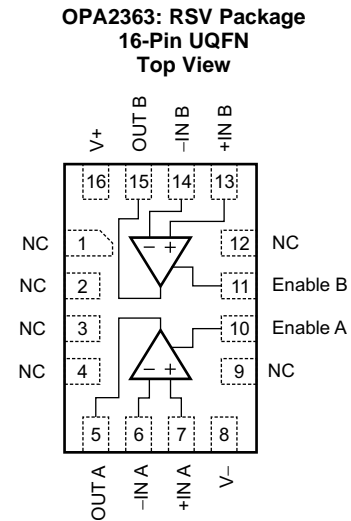 OPA2363: RSV Package
16-Pin UQFN
Top View
V+
OUT B
−IN B
+IN B
16
15
14
13
NC
1
− +
12
NC
NC
2
11
Enable B
NC
3
10
Enable A
NC
4
− +
9
NC
5
6
7
8
OUT A
−IN A
+IN A
V−